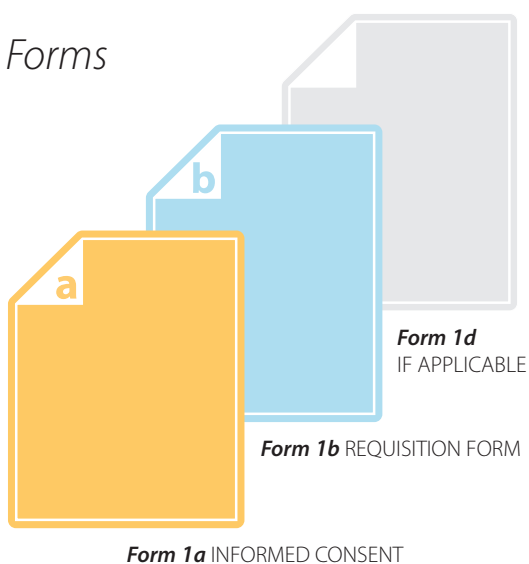 Forms
b
a
Form 1d
IF APPLICABLE
Form 1b REQUISITION FORM
Form 1a INFORMED CONSENT